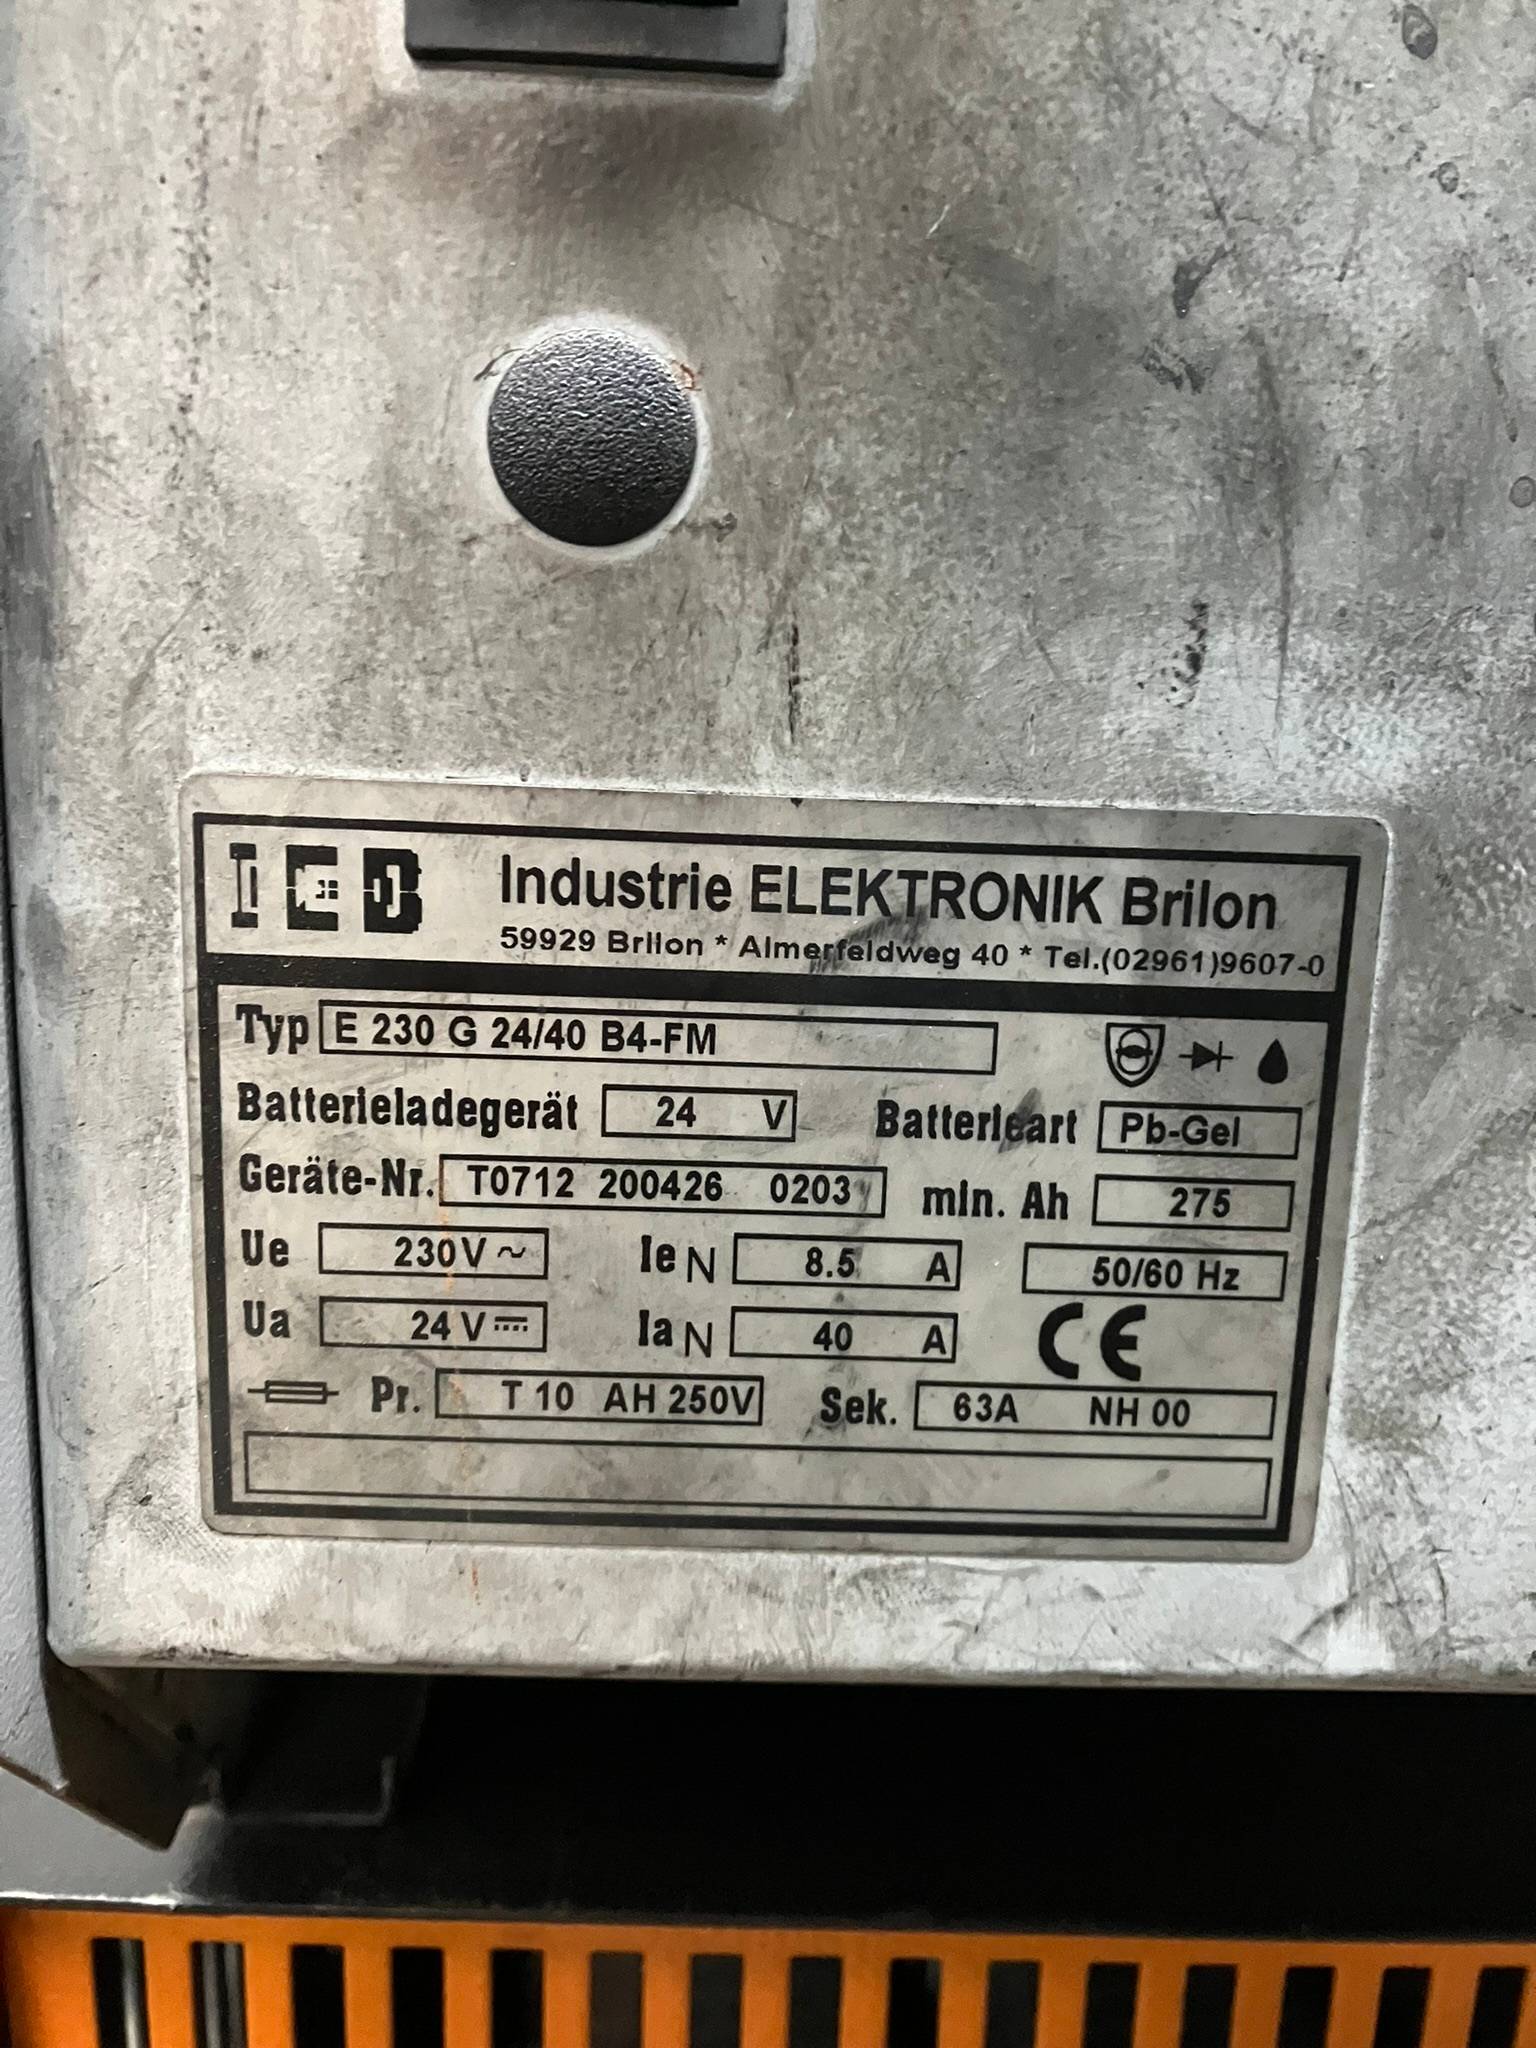 IEB
Industrie ELEKTRONIK Brilon
59929 Brilon * Almerfeldweg 40 * Tel.(02961)9607-0
Typ E 230 G 24/40 B4-FM
Batterieladegerät 24 V Batterieart Pb-Gel
Geräte-Nr. T0712 200426 0203 min. Ah 275
Ue 230V~ Ie N 8.5 A 50/60 Hz
Ua 24 V⎓ Ia N 40 A CE
Pr. T 10 AH 250V Sek. 63A NH 00